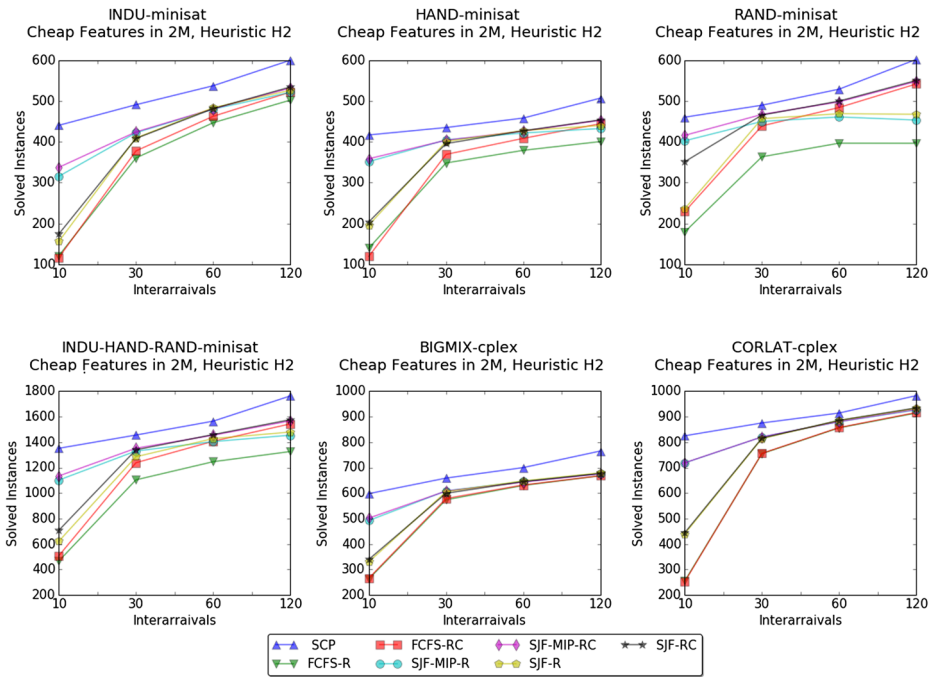 INDU-minisat
Cheap Features in 2M, Heuristic H2
Solved Instances
600
500
400
300
200
100
10
30
60
120
Interarraivals
HAND-minisat
Cheap Features in 2M, Heuristic H2
Solved Instances
600
500
400
300
200
100
10
30
60
120
Interarraivals
RAND-minisat
Cheap Features in 2M, Heuristic H2
Solved Instances
600
500
400
300
200
100
10
30
60
120
Interarraivals
INDU-HAND-RAND-minisat
Cheap Features in 2M, Heuristic H2
Solved Instances
1800
1600
1400
1200
1000
800
600
400
200
10
30
60
120
Interarraivals
BIGMIX-cplex
Cheap Features in 2M, Heuristic H2
Solved Instances
1000
900
800
700
600
500
400
300
200
10
30
60
120
Interarraivals
CORLAT-cplex
Cheap Features in 2M, Heuristic H2
Solved Instances
1000
900
800
700
600
500
400
300
200
10
30
60
120
Interarraivals
SCP
FCFS-RC
SJF-MIP-RC
SJF-RC
FCFS-R
SJF-MIP-R
SJF-R